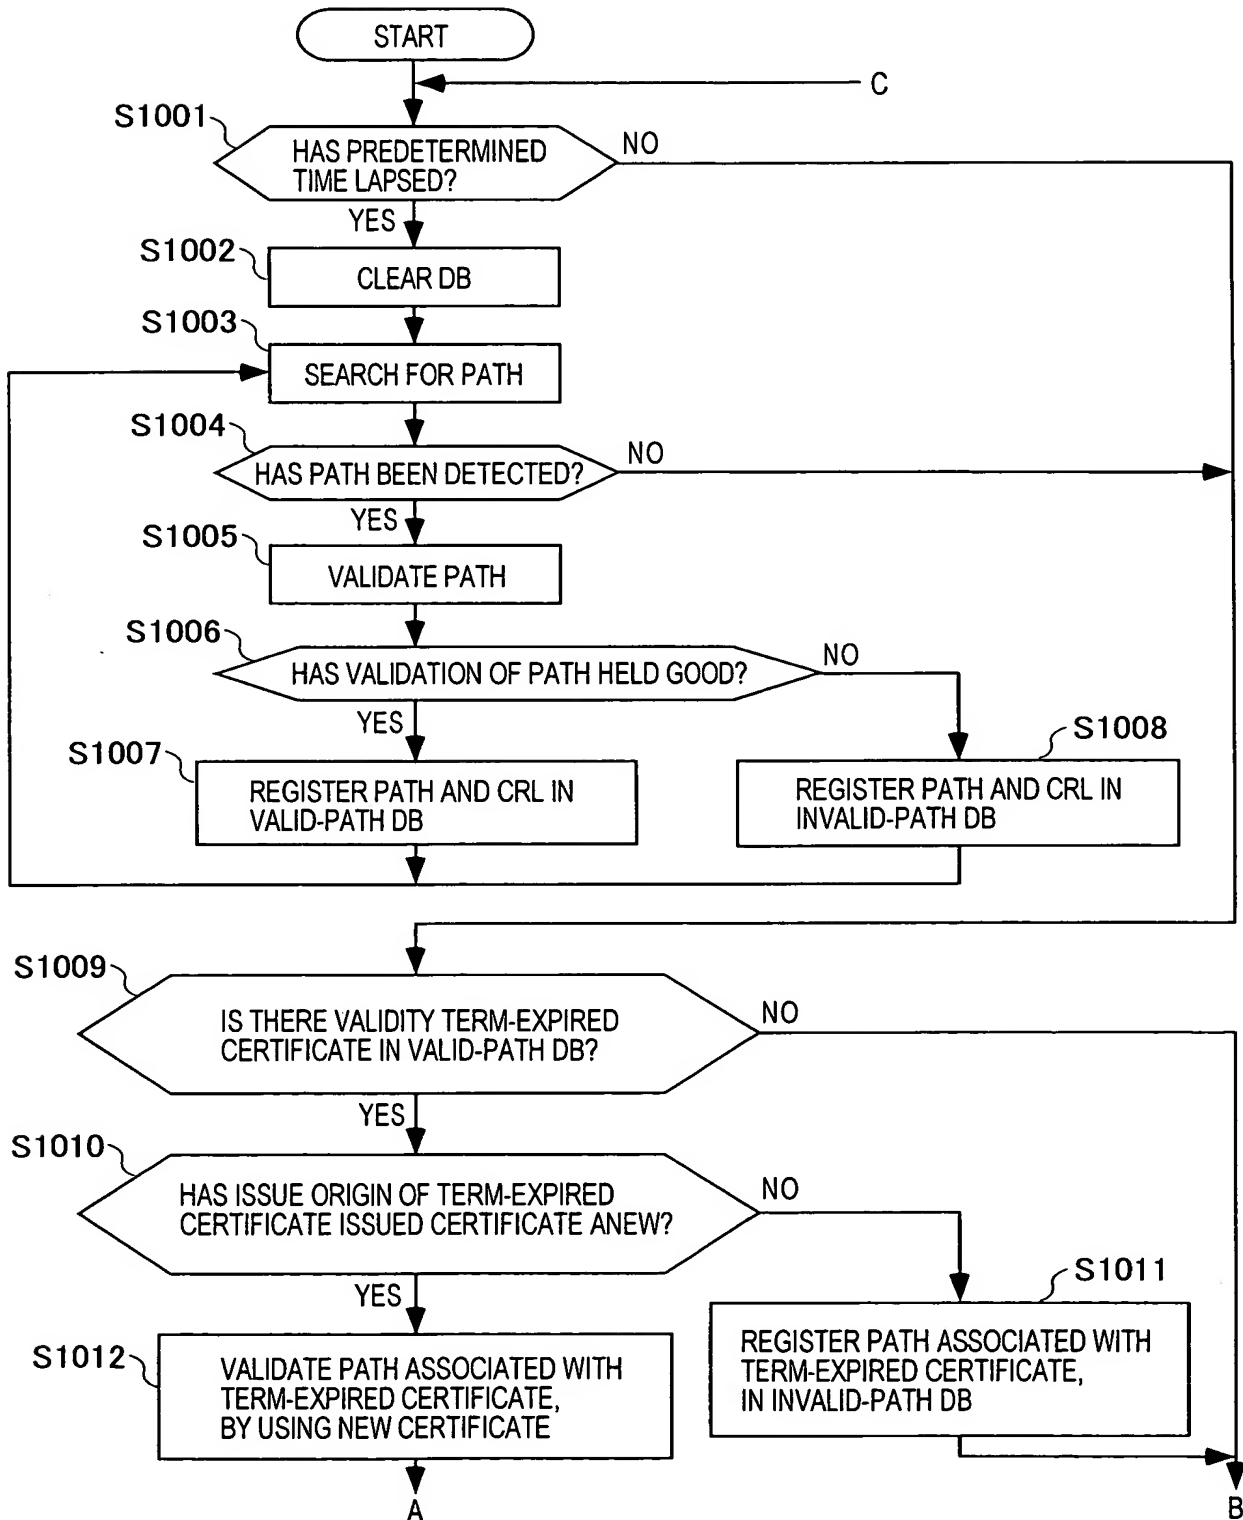 START
C
S1001
HAS PREDETERMINED
TIME LAPSED?
NO
YES
S1002
CLEAR DB
S1003
SEARCH FOR PATH
S1004
HAS PATH BEEN DETECTED?
NO
YES
S1005
VALIDATE PATH
S1006
HAS VALIDATION OF PATH HELD GOOD?
NO
YES
S1007
REGISTER PATH AND CRL IN
VALID-PATH DB
S1008
REGISTER PATH AND CRL IN
INVALID-PATH DB
S1009
IS THERE VALIDITY TERM-EXPIRED
CERTIFICATE IN VALID-PATH DB?
NO
YES
S1010
HAS ISSUE ORIGIN OF TERM-EXPIRED
CERTIFICATE ISSUED CERTIFICATE ANEW?
NO
YES
S1011
REGISTER PATH ASSOCIATED WITH
TERM-EXPIRED CERTIFICATE,
IN INVALID-PATH DB
S1012
VALIDATE PATH ASSOCIATED WITH
TERM-EXPIRED CERTIFICATE,
BY USING NEW CERTIFICATE
A
B